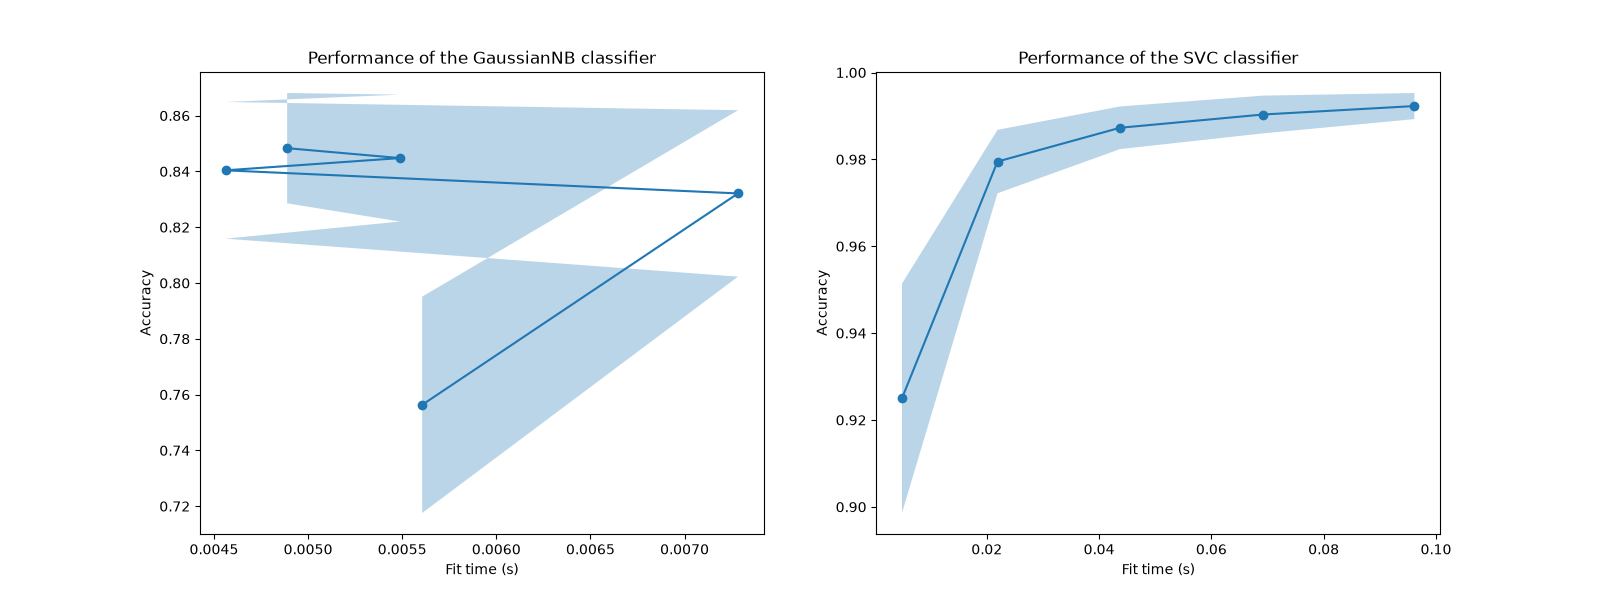 Performance of the GaussianNB classifier
Accuracy
0.86
0.84
0.82
0.80
0.78
0.76
0.74
0.72
0.0045 0.0050 0.0055 0.0060 0.0065 0.0070
Fit time (s)
Performance of the SVC classifier
Accuracy
1.00
0.98
0.96
0.94
0.92
0.90
0.02 0.04 0.06 0.08 0.10
Fit time (s)